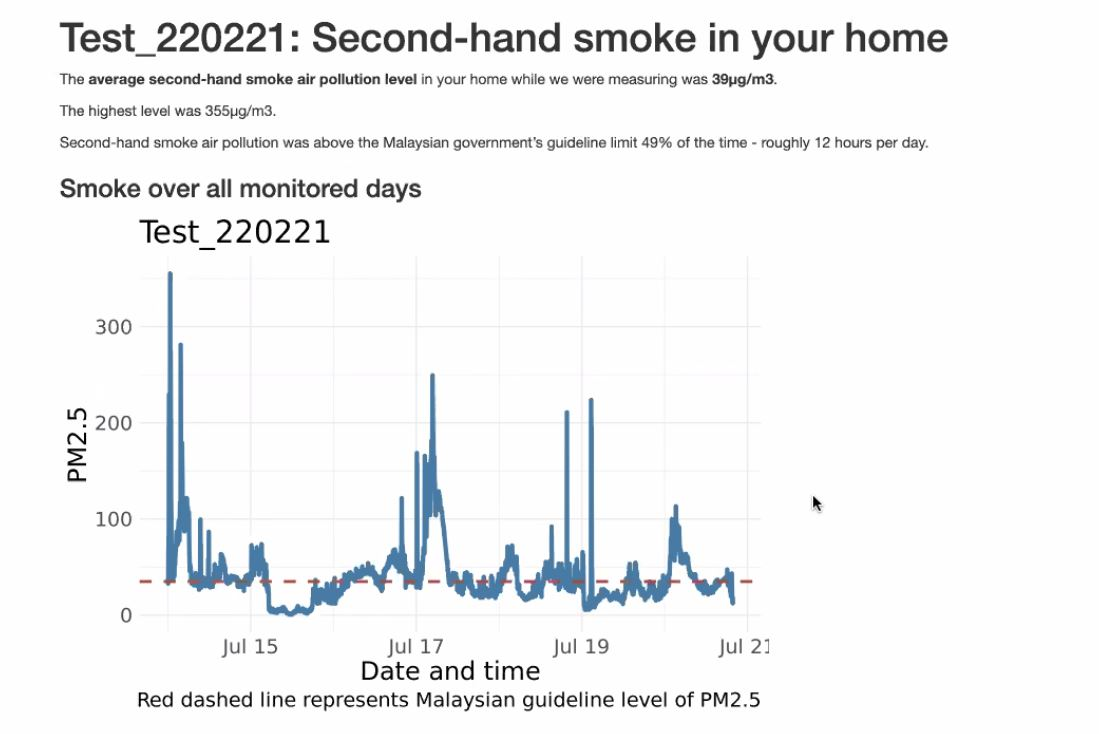 Test_220221: Second-hand smoke in your home
The average second-hand smoke air pollution level in your home while we were measuring was 39µg/m3.
The highest level was 355µg/m3.
Second-hand smoke air pollution was above the Malaysian government's guideline limit 49% of the time - roughly 12 hours per day.
Smoke over all monitored days
Test_220221
300
200
100
0
PM2.5
Jul 15 Jul 17 Jul 19 Jul 21
Date and time
Red dashed line represents Malaysian guideline level of PM2.5